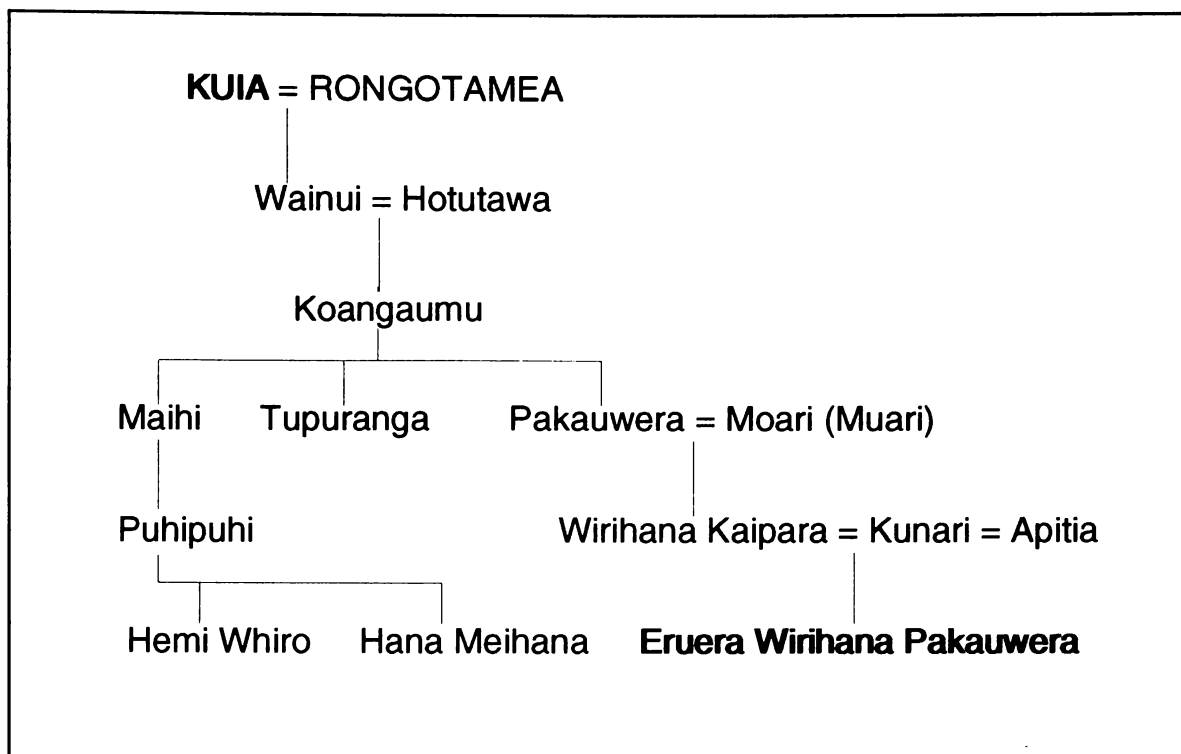 KUIA = RONGOTAMEA
Wainui = Hotutawa
Koangaumu
Maihi Tupuranga Pakauwera = Moari (Muari)
Puhipuhi Wirihana Kaipara = Kunari = Apitia
Hemi Whiro Hana Meihana Eruera Wirihana Pakauwera